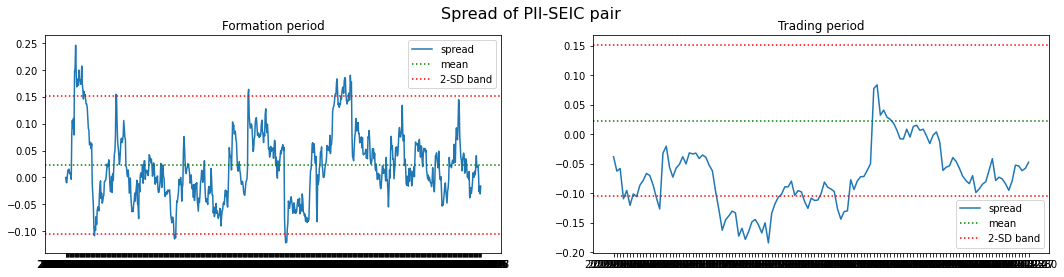 Spread of PII-SEIC pair
Formation period
0.25
0.20
0.15
0.10
0.05
0.00
−0.05
−0.10
spread
mean
2-SD band
Trading period
0.15
0.10
0.05
0.00
−0.05
−0.10
−0.15
−0.20
spread
mean
2-SD band